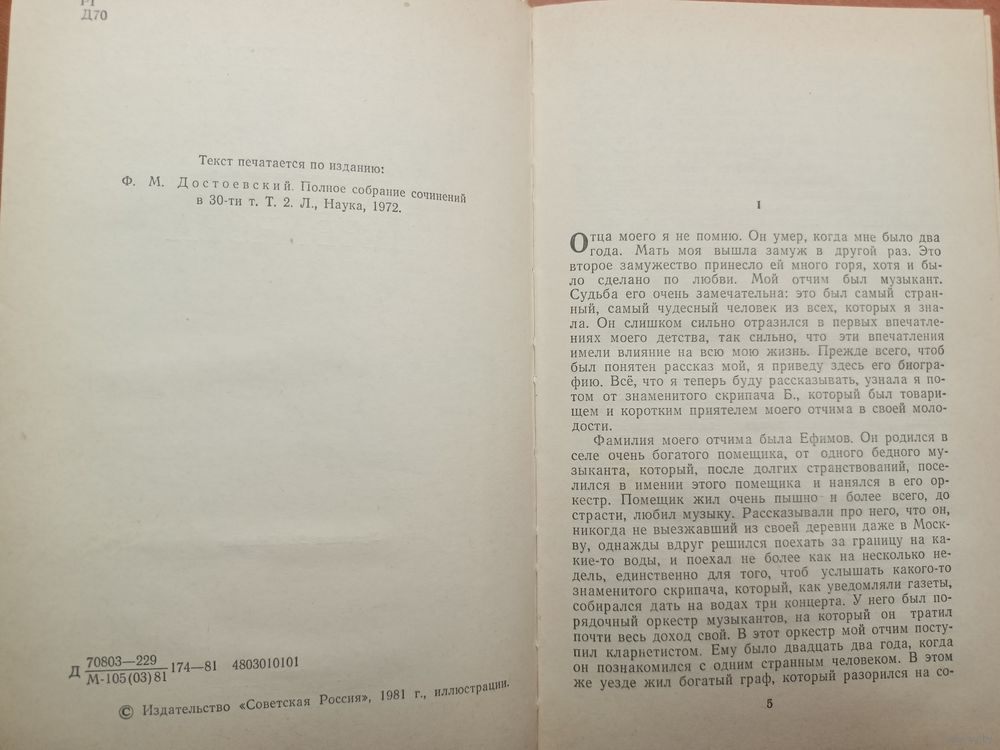 Р1
Д70
Текст печатается по изданию:
Ф. М. Достоевский. Полное собрание сочинений
в 30-ти т. Т. 2. Л., Наука, 1972.
Д 70803—229 174—81 4803010101
М-105(03)81
© Издательство «Советская Россия», 1981 г., иллюстрации.
I
Отца моего я не помню. Он умер, когда мне было два
года. Мать моя вышла замуж в другой раз. Это
второе замужество принесло ей много горя, хотя и бы-
ло сделано по любви. Мой отчим был музыкант.
Судьба его очень замечательна: это был самый стран-
ный, самый чудесный человек из всех, которых я зна-
ла. Он слишком сильно отразился в первых впечатле-
ниях моего детства, так сильно, что эти впечатления
имели влияние на всю мою жизнь. Прежде всего, чтоб
был понятен рассказ мой, я приведу здесь его биогра-
фию. Всё, что я теперь буду рассказывать, узнала я по-
том от знаменитого скрипача Б., который был товари-
щем и коротким приятелем моего отчима в своей моло-
дости.
Фамилия моего отчима была Ефимов. Он родился в
селе очень богатого помещика, от одного бедного му-
зыканта, который, после долгих странствований, посе-
лился в имении этого помещика и нанялся в его ор-
кестр. Помещик жил очень пышно и более всего, до
страсти, любил музыку. Рассказывали про него, что он,
никогда не выезжавший из своей деревни даже в Моск-
ву, однажды вдруг решился поехать за границу на ка-
кие-то воды, и поехал не более как на несколько не-
дель, единственно для того, чтоб услышать какого-то
знаменитого скрипача, который, как уведомляли газеты,
собирался дать на водах три концерта. У него был по-
рядочный оркестр музыкантов, на который он тратил
почти весь доход свой. В этот оркестр мой отчим посту-
пил кларнетистом. Ему было двадцать два года, когда
он познакомился с одним странным человеком. В этом
же уезде жил богатый граф, который разорился на со-
5